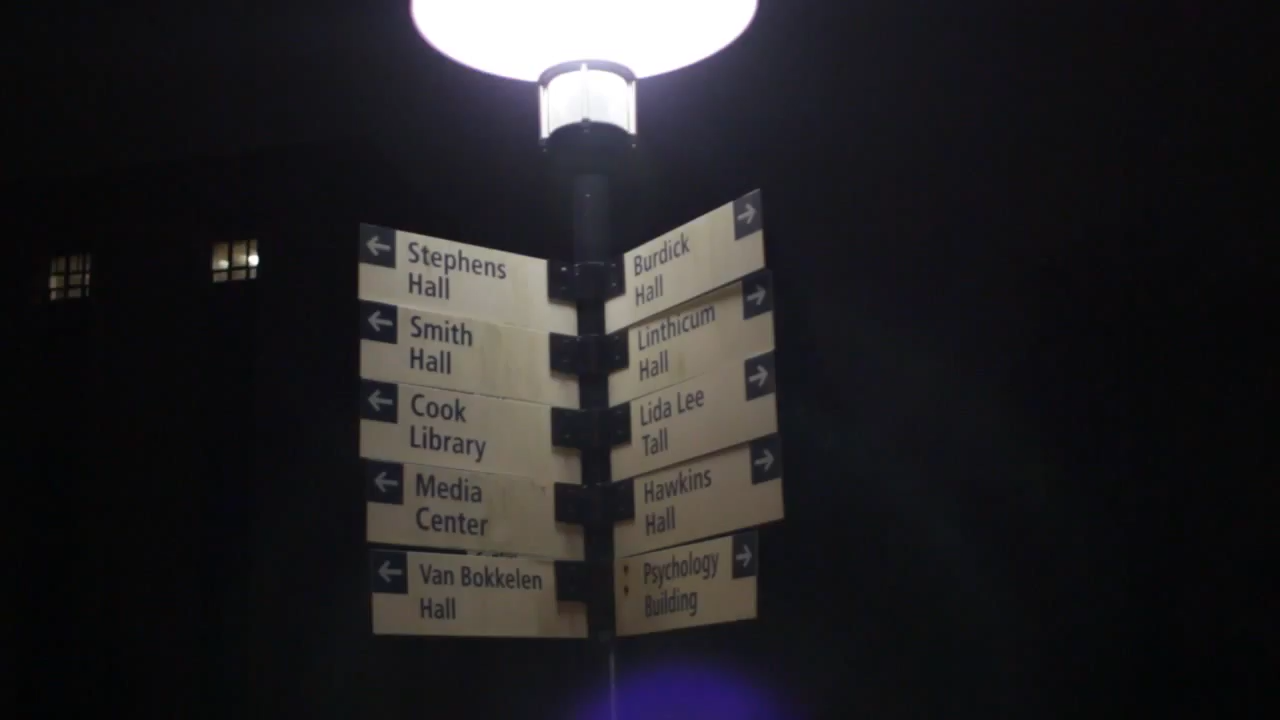 Stephens
Hall
Smith
Hall
Cook
Library
Media
Center
Van Bokkelen
Hall
Burdick
Hall
Linthicum
Hall
Lida Lee
Tall
Hawkins
Hall
Psychology
Building